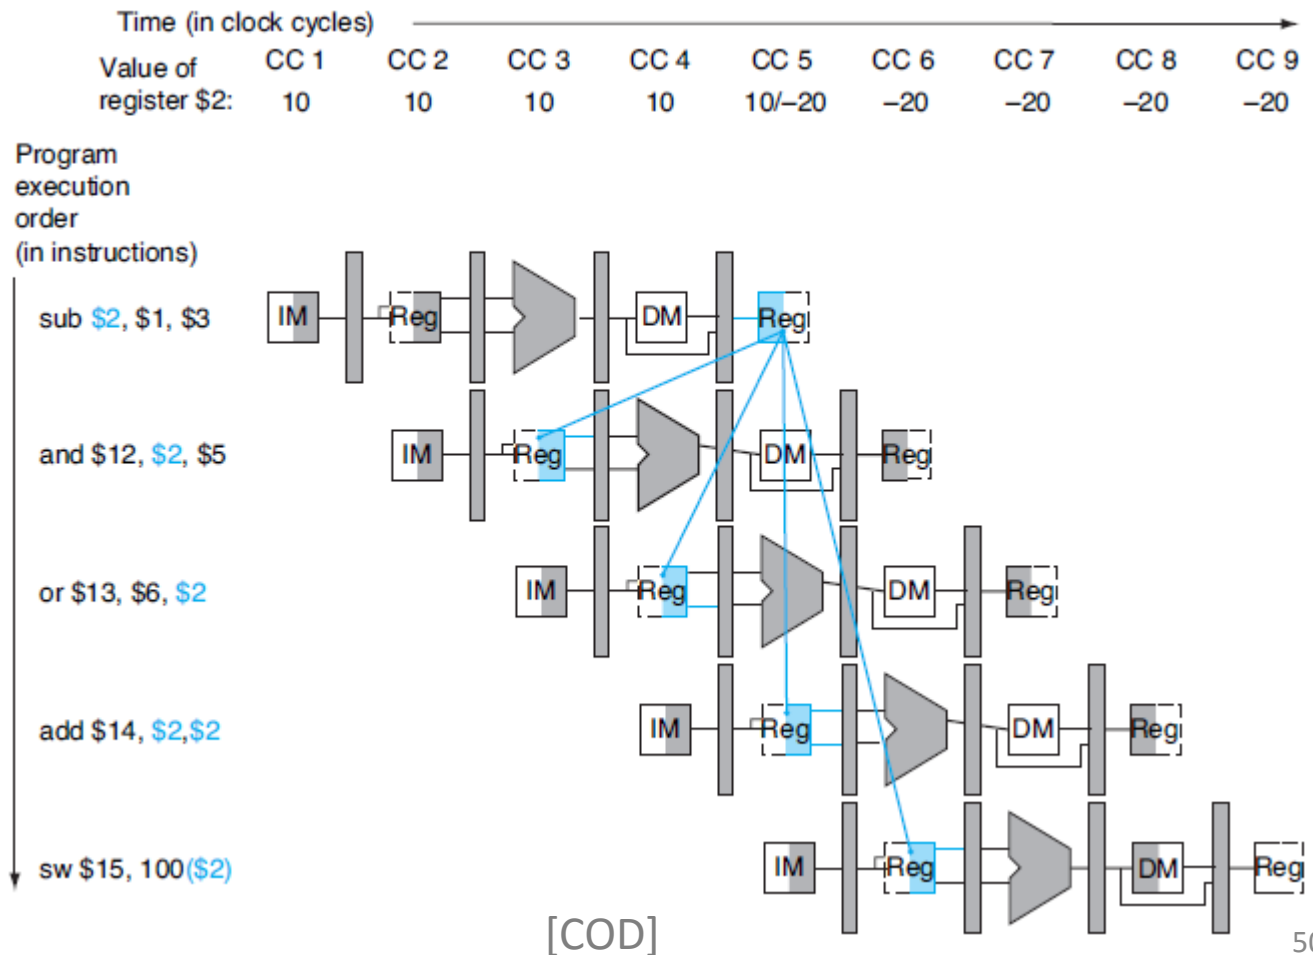 Time (in clock cycles)
Value of register $2:
CC 1 CC 2 CC 3 CC 4 CC 5 CC 6 CC 7 CC 8 CC 9
10 10 10 10 10/–20 –20 –20 –20 –20
Program
execution
order
(in instructions)
sub $2, $1, $3
IM Reg DM Reg
and $12, $2, $5
IM Reg DM Reg
or $13, $6, $2
IM Reg DM Reg
add $14, $2,$2
IM Reg DM Reg
sw $15, 100($2)
IM Reg DM Reg
[COD]
50